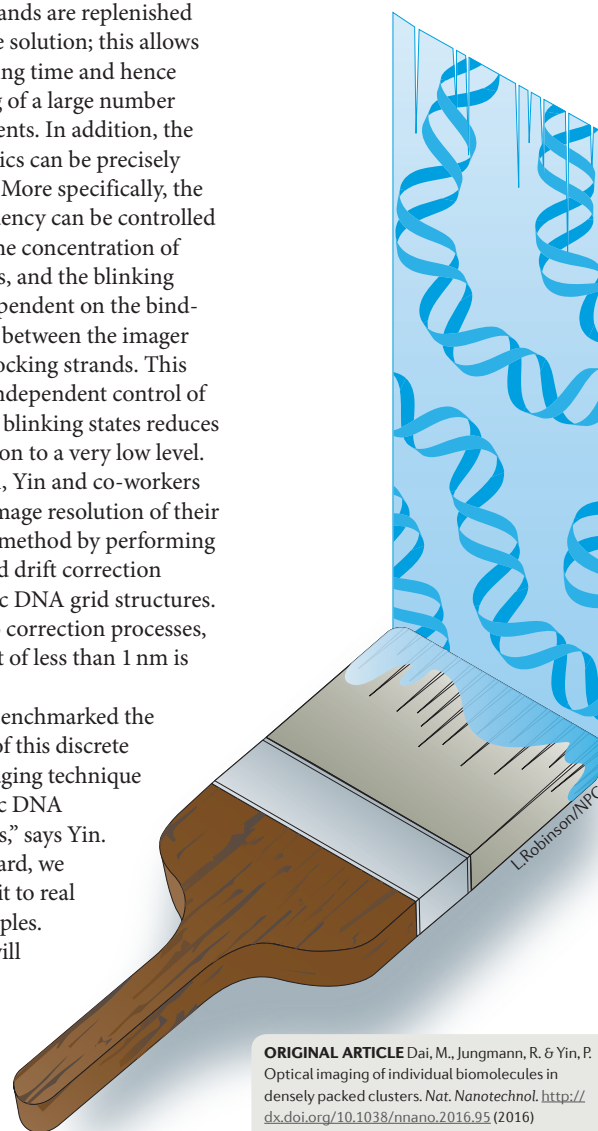 ands are replenished
e solution; this allows
ng time and hence
g of a large number
ents. In addition, the
ics can be precisely
More specifically, the
uency can be controlled
ne concentration of
s, and the blinking
pendent on the bind-
between the imager
ocking strands. This
ndependent control of
blinking states reduces
on to a very low level.
, Yin and co-workers
mage resolution of their
method by performing
d drift correction
c DNA grid structures.
correction processes,
t of less than 1 nm is
enchmarked the
of this discrete
ging technique
c DNA
s,” says Yin.
ard, we
it to real
ples.
vill
L.Robinson/NPG
ORIGINAL ARTICLE Dai, M., Jungmann, R. & Yin, P.
Optical imaging of individual biomolecules in
densely packed clusters. Nat. Nanotechnol. http://
dx.doi.org/10.1038/nnano.2016.95 (2016)